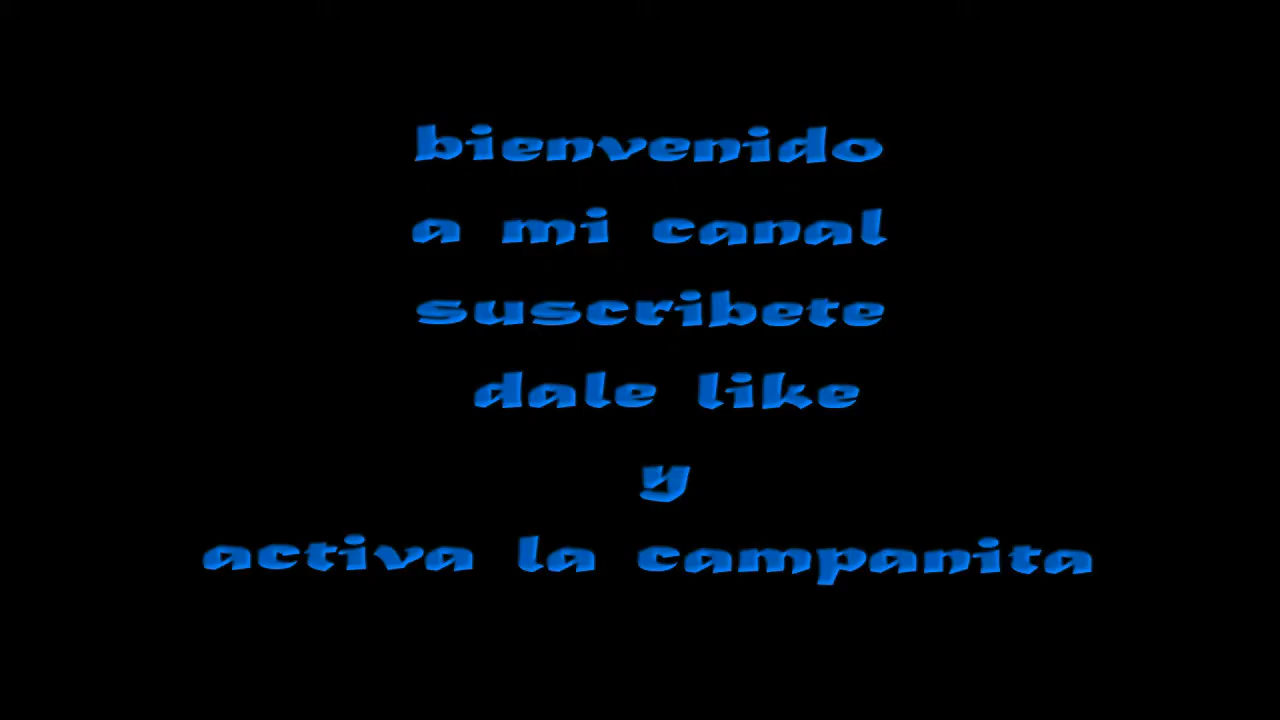 bienvenido
a mi canal
suscribete
dale like
y
activa la campanita